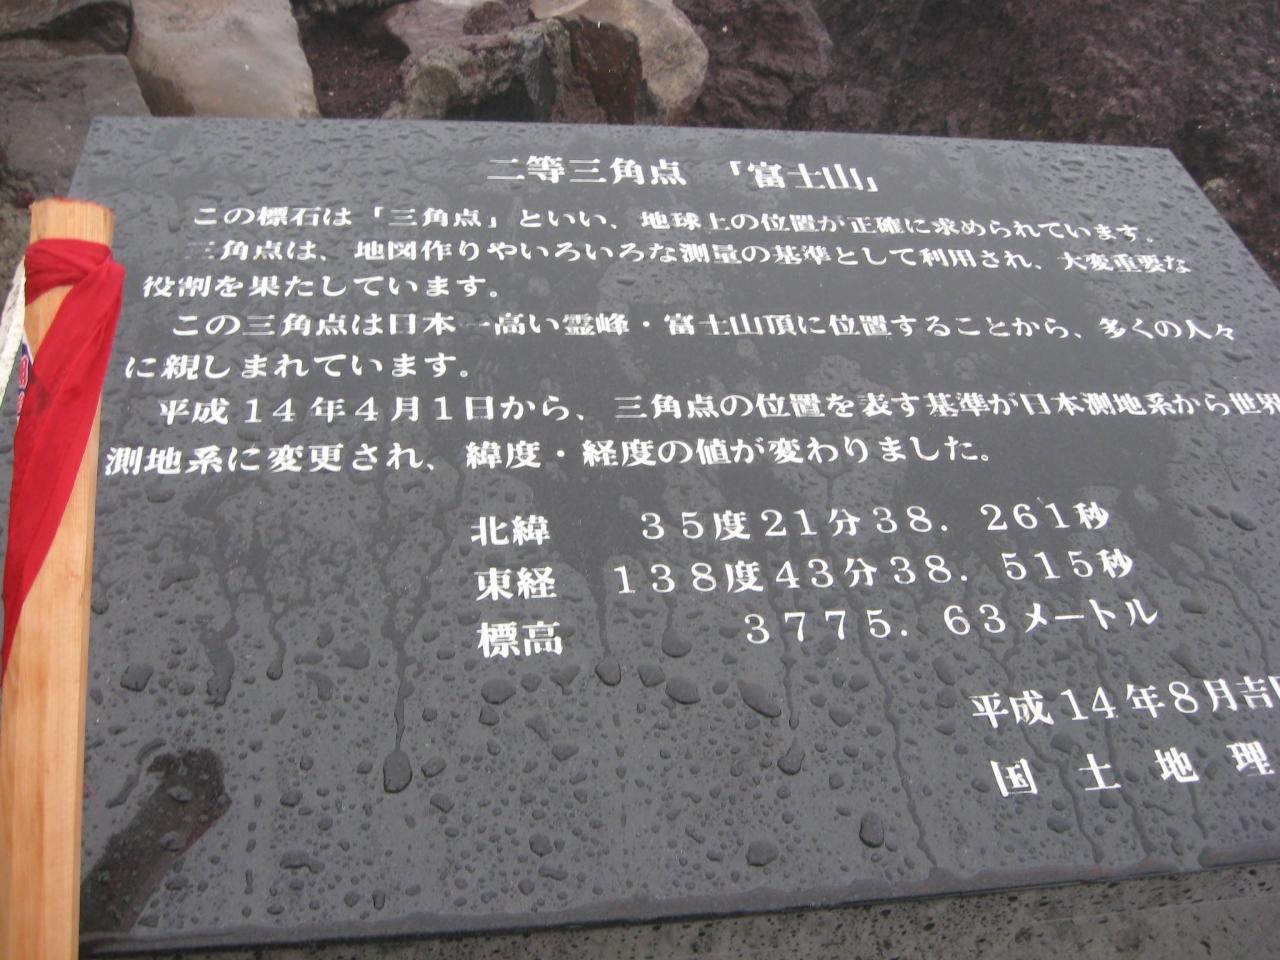 二等三角点 「富士山」
この標石は「三角点」といい、地球上の位置が正確に求められています。
三角点は、地図作りやいろいろな測量の基準として利用され、大変重要な
役割を果たしています。
この三角点は日本一高い霊峰・富士山頂に位置することから、多くの人々
に親しまれています。
平成14年4月1日から、三角点の位置を表す基準が日本測地系から世界
測地系に変更され、緯度・経度の値が変わりました。
北緯 35度21分38.261秒
東経 138度43分38.515秒
標高 3775.63メートル
平成14年8月吉日
国土地理